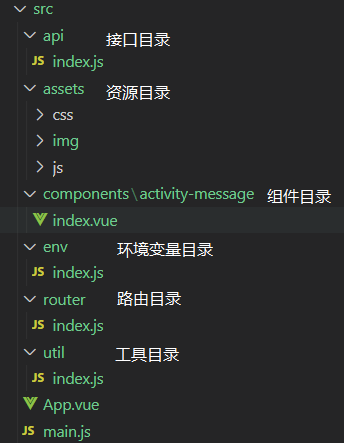 src
api 接口目录
JS index.js
assets 资源目录
css
img
js
components\activity-message 组件目录
index.vue
env 环境变量目录
JS index.js
router 路由目录
JS index.js
util 工具目录
JS index.js
App.vue
JS main.js